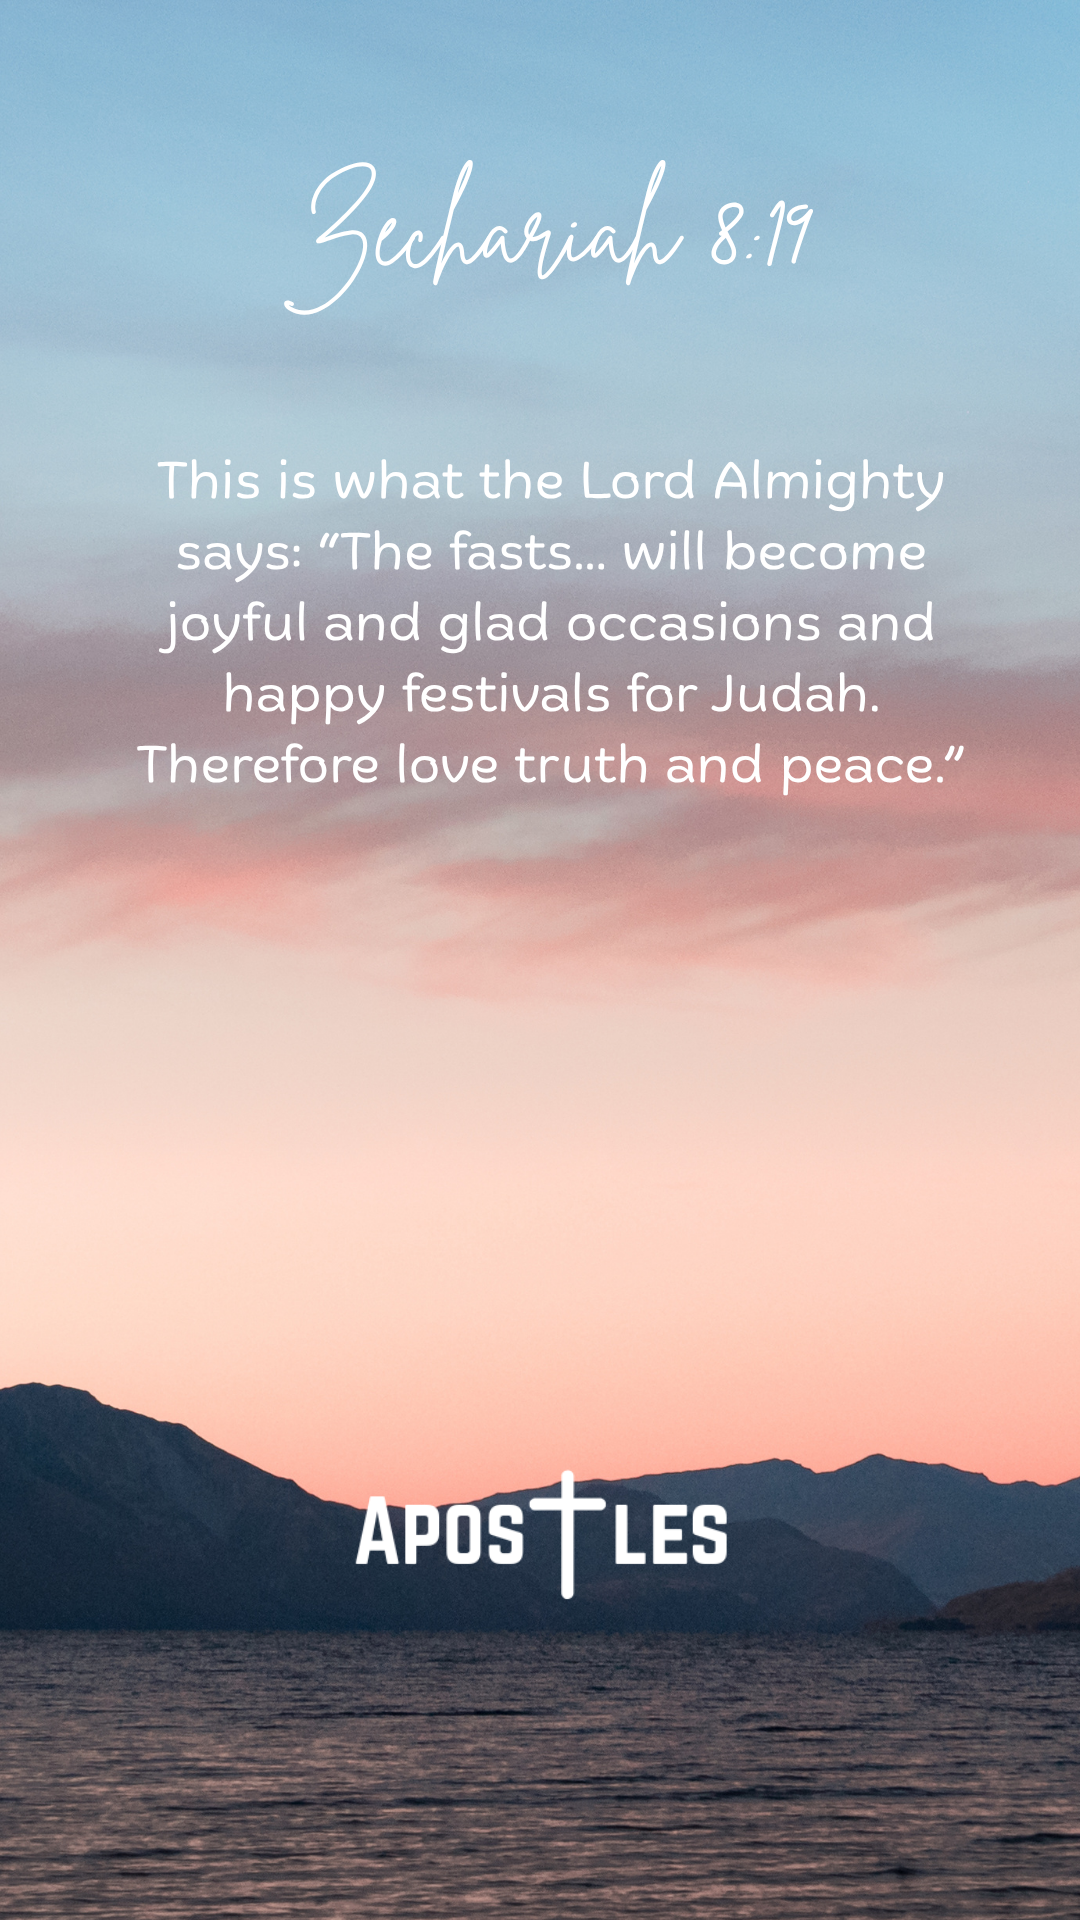 Zechariah 8:19
This is what the Lord Almighty
says: “The fasts... will become
joyful and glad occasions and
happy festivals for Judah.
Therefore love truth and peace.”
APOSTLES